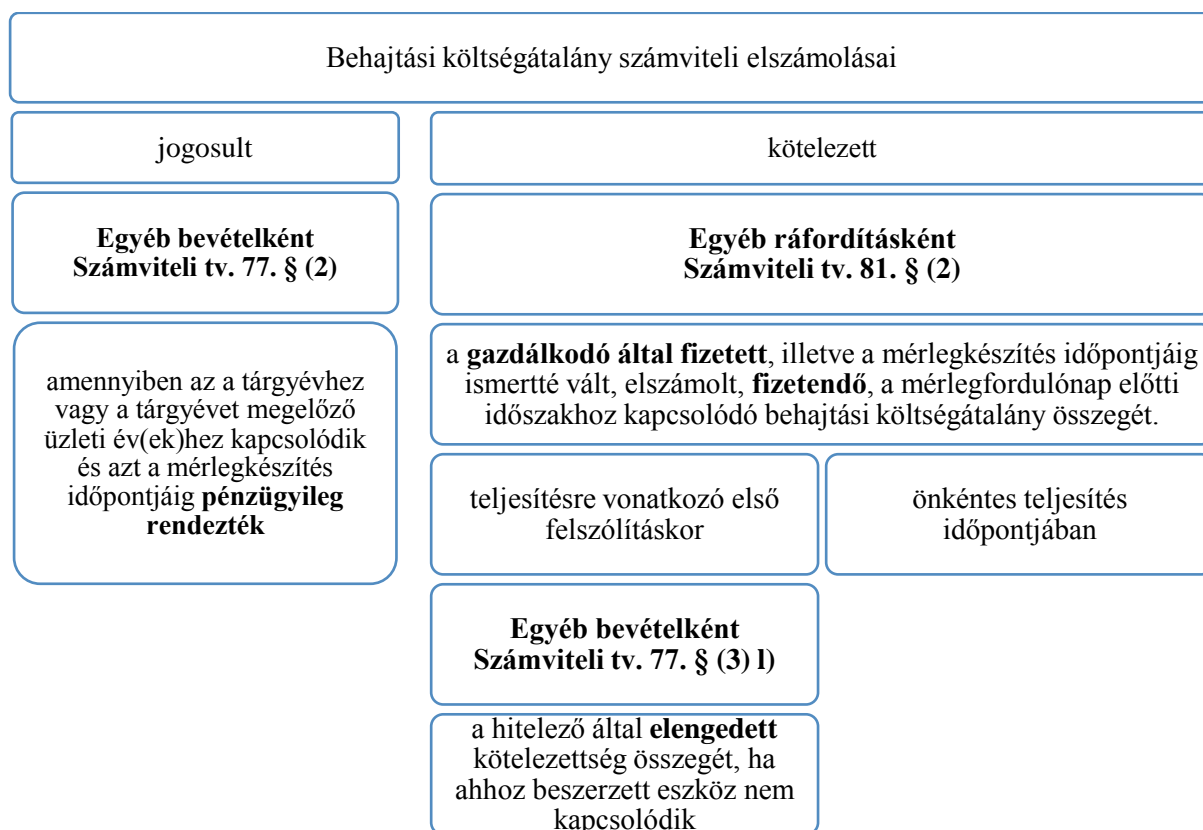 Behajtási költségátalány számviteli elszámolásai
jogosult
kötelezett
Egyéb bevételként
Számviteli tv. 77. § (2)
Egyéb ráfordításként
Számviteli tv. 81. § (2)
amennyiben az a tárgyévhez
vagy a tárgyévet megelőző
üzleti év(ek)hez kapcsolódik
és azt a mérlegkészítés
időpontjáig pénzügyileg
rendezték
a gazdálkodó által fizetett, illetve a mérlegkészítés időpontjáig
ismertté vált, elszámolt, fizetendő, a mérlegfordulónap előtti
időszakhoz kapcsolódó behajtási költségátalány összegét.
teljesítésre vonatkozó első
felszólításkor
önkéntes teljesítés
időpontjában
Egyéb bevételként
Számviteli tv. 77. § (3) l)
a hitelező által elengedett
kötelezettség összegét, ha
ahhoz beszerzett eszköz nem
kapcsolódik